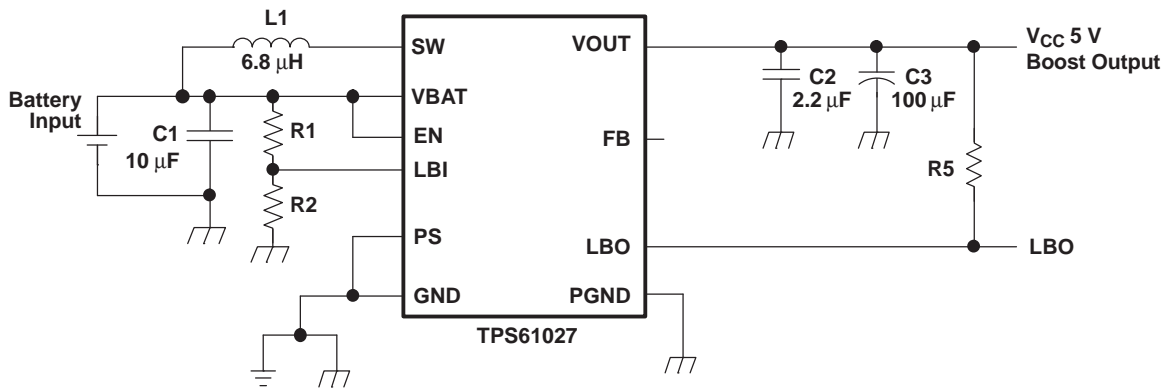 L1
6.8 µH
SW
VOUT
VCC 5 V
Boost Output
Battery
Input
VBAT
C1
10 µF
R1
EN
C2
2.2 µF
C3
100 µF
FB
LBI
R2
R5
PS
LBO
LBO
GND
PGND
TPS61027